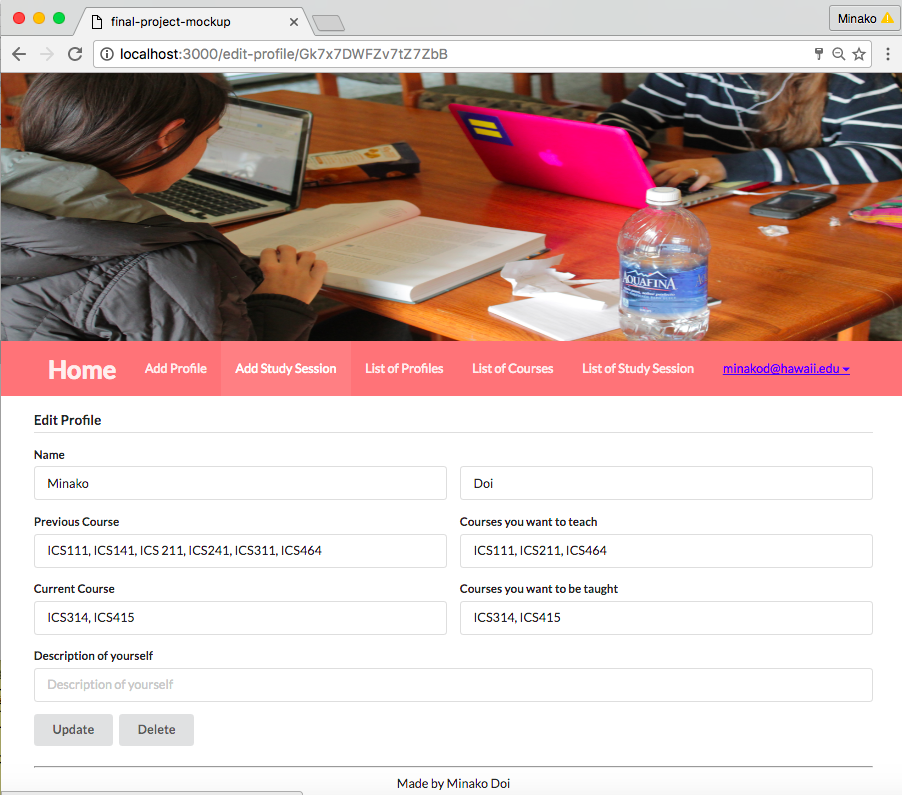 final-project-mockup
Minako
localhost:3000/edit-profile/Gk7x7DWFZv7tZ7ZbB
AQUAFINA
Home Add Profile Add Study Session List of Profiles List of Courses List of Study Session minakod@hawaii.edu
Edit Profile
Name
Minako Doi
Previous Course Courses you want to teach
ICS111, ICS141, ICS 211, ICS241, ICS311, ICS464 ICS111, ICS211, ICS464
Current Course Courses you want to be taught
ICS314, ICS415 ICS314, ICS415
Description of yourself
Description of yourself
Update Delete
Made by Minako Doi